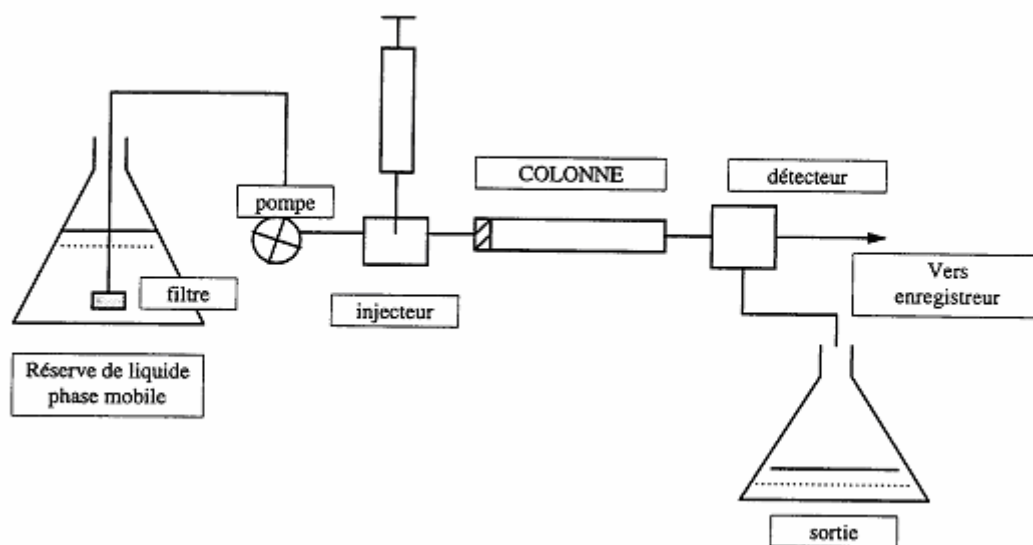 COLONNE
détecteur
pompe
filtre
injecteur
Vers
enregistreur
Réserve de liquide
phase mobile
sortie